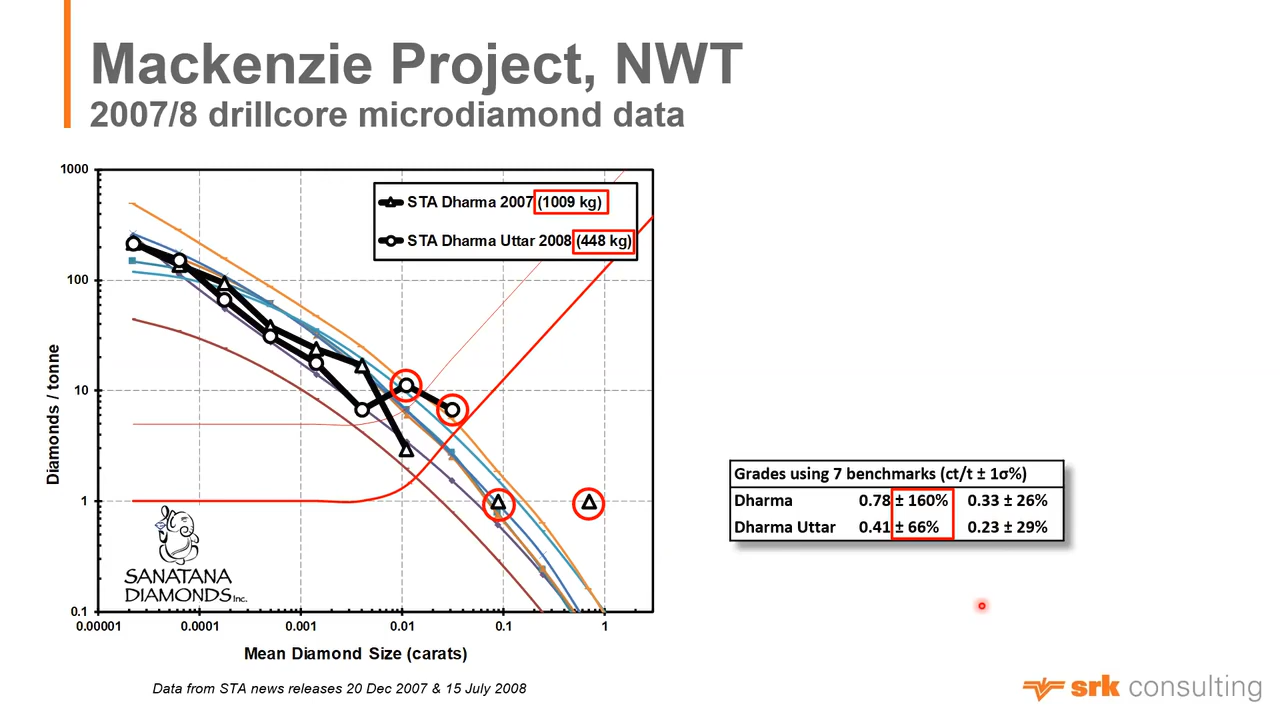 Mackenzie Project, NWT
2007/8 drillcore microdiamond data
1000
100
10
1
0.1
Diamonds / tonne
STA Dharma 2007 (1009 kg)
STA Dharma Uttar 2008 (448 kg)
SANATANA
DIAMONDS Inc.
0.00001 0.0001 0.001 0.01 0.1 1
Mean Diamond Size (carats)
Data from STA news releases 20 Dec 2007 & 15 July 2008
Grades using 7 benchmarks (ct/t ± 1σ%)
Dharma 0.78 ± 160% 0.33 ± 26%
Dharma Uttar 0.41 ± 66% 0.23 ± 29%
srk consulting